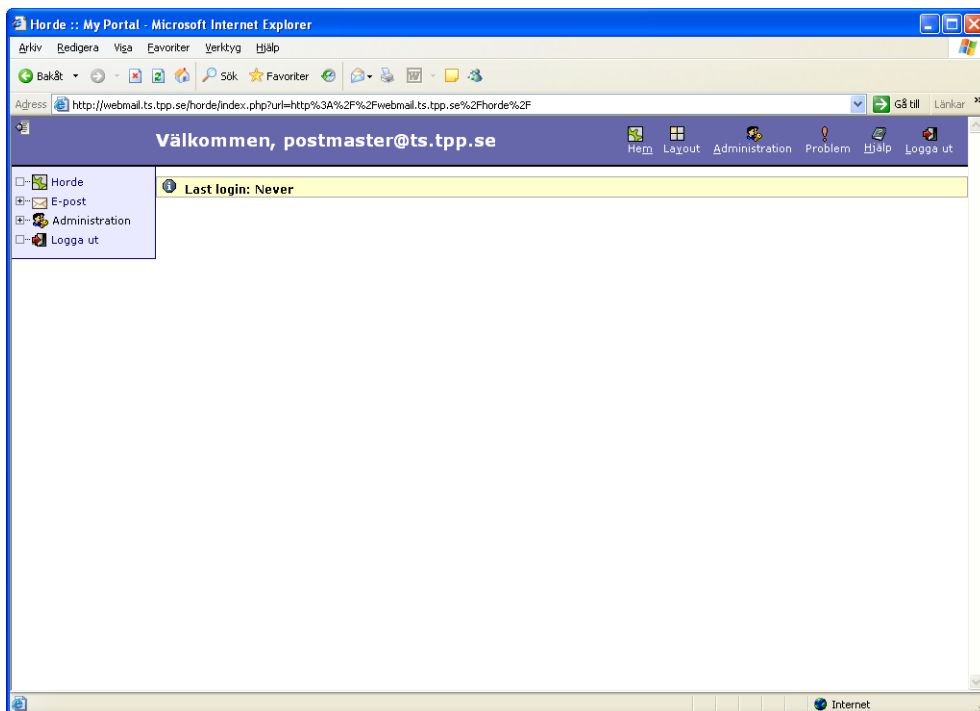 Horde :: My Portal - Microsoft Internet Explorer
Arkiv Redigera Visa Favoriter Verktyg Hjälp
Bakåt Sök Favoriter
Adress http://webmail.ts.tpp.se/horde/index.php?url=http%3A%2F%2Fwebmail.ts.tpp.se%2Fhorde%2F Gå till Länkar »
Välkommen, postmaster@ts.tpp.se
Hem Layout Administration Problem Hjälp Logga ut
Horde
E-post
Administration
Logga ut
Last login: Never
Internet